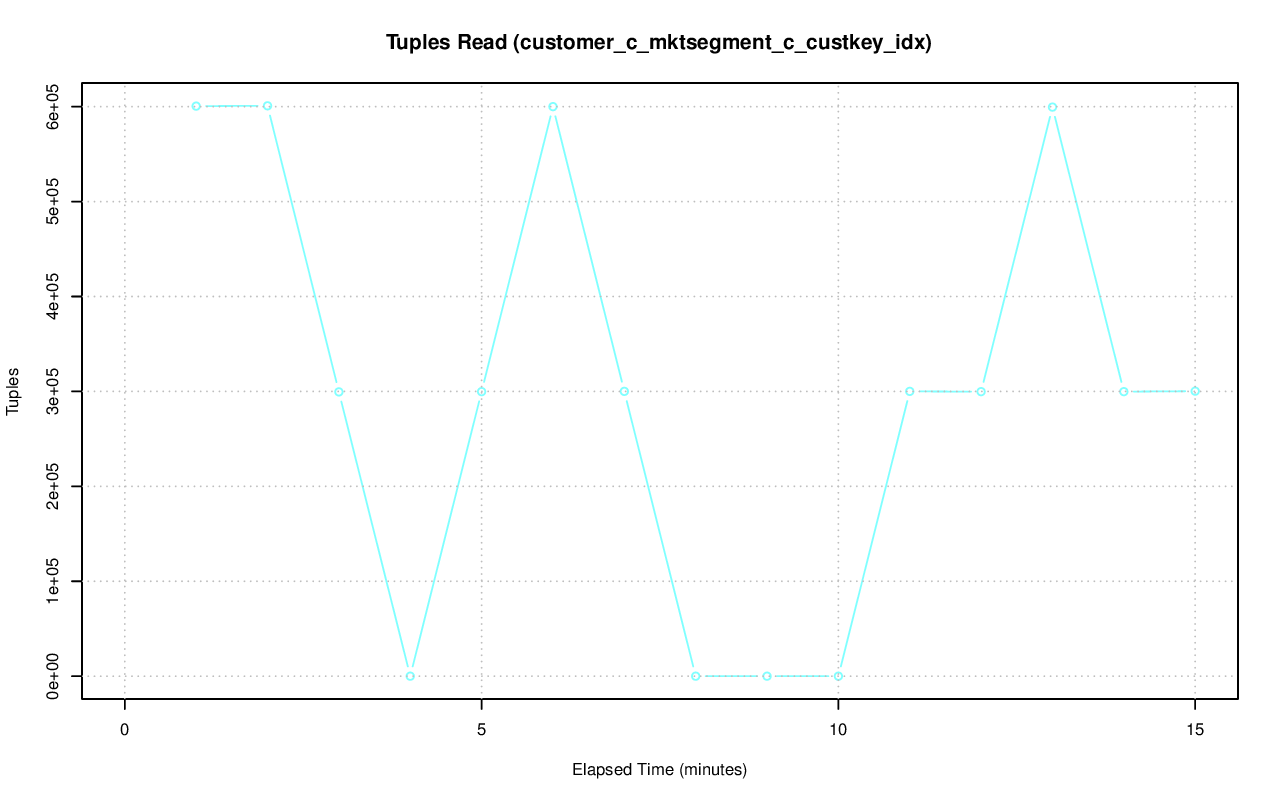 Tuples Read (customer_c_mktsegment_c_custkey_idx)
Tuples
6e+05
5e+05
4e+05
3e+05
2e+05
1e+05
0e+00
0 5 10 15
Elapsed Time (minutes)